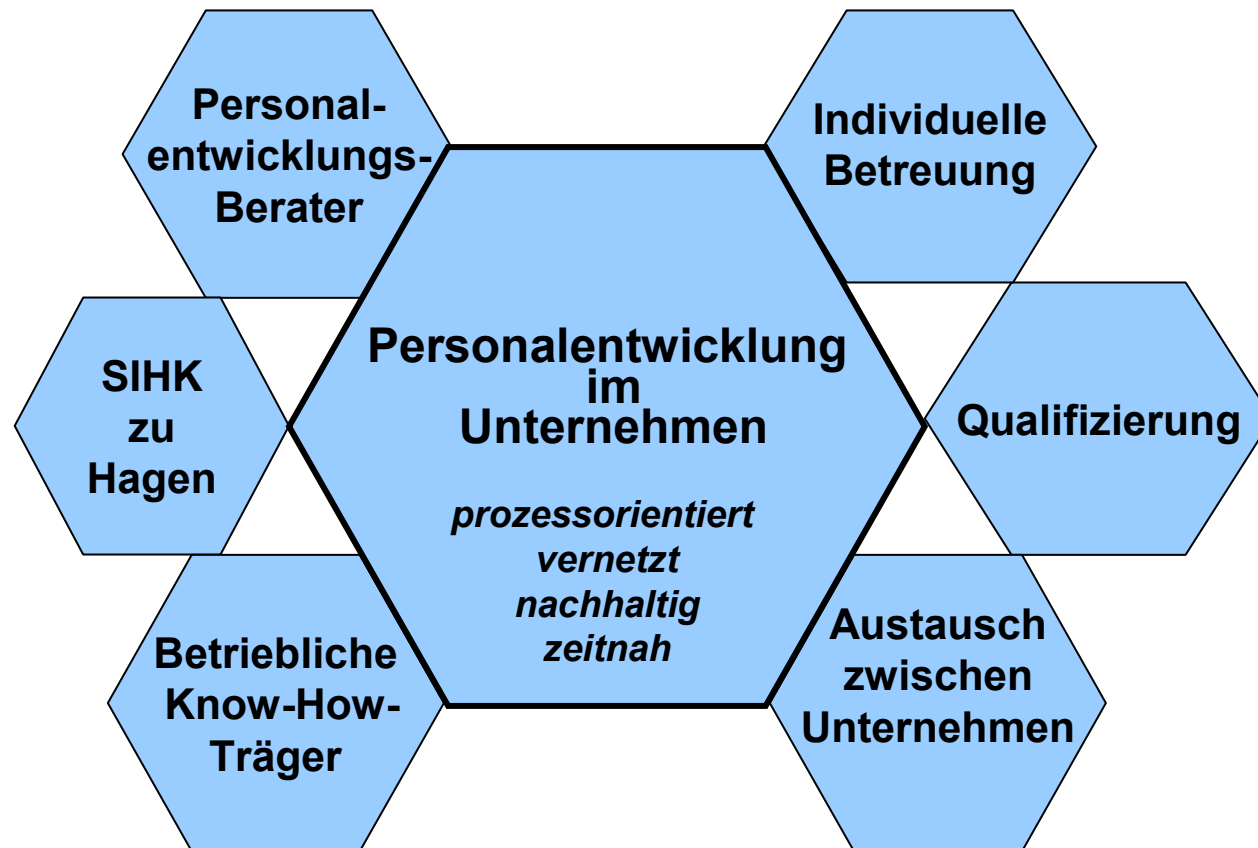 Personal-
entwicklungs-
Berater
Individuelle
Betreuung
SIHK
zu
Hagen
Personalentwicklung
im
Unternehmen
prozessorientiert
vernetzt
nachhaltig
zeitnah
Qualifizierung
Betriebliche
Know-How-
Träger
Austausch
zwischen
Unternehmen